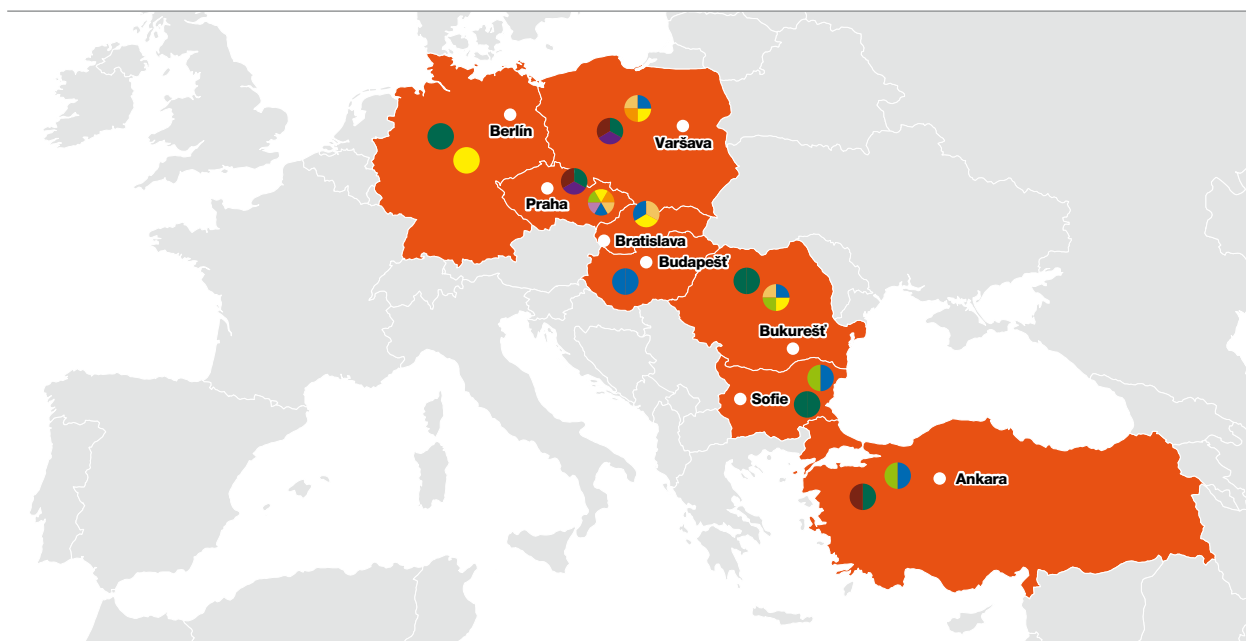 Berlín
Varšava
Praha
Bratislava
Budapešť
Bukurešť
Sofie
Ankara